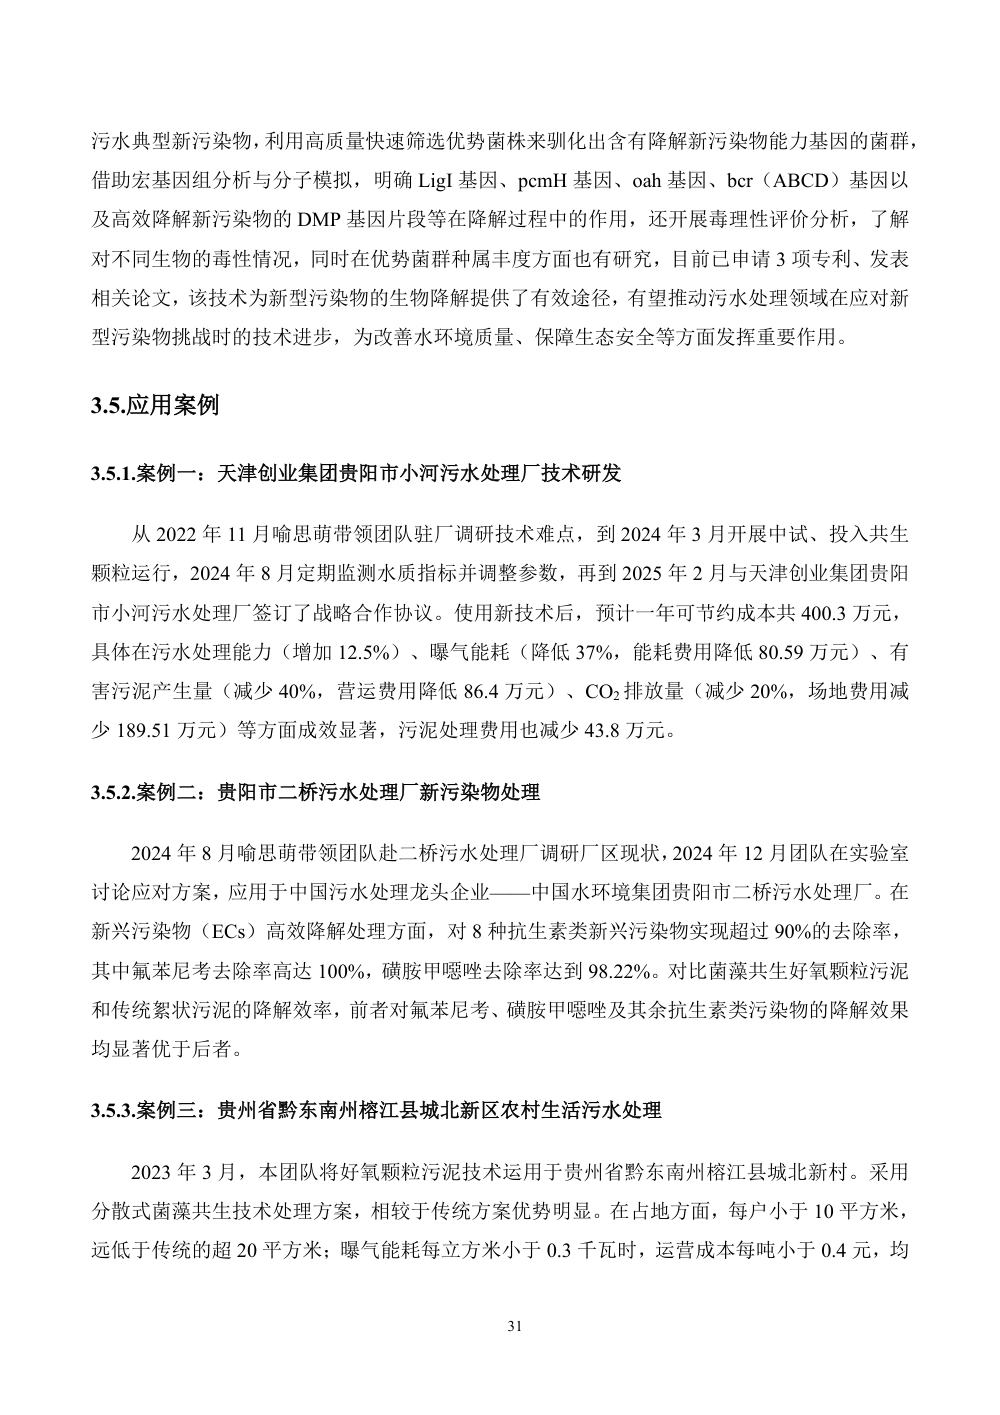 污水典型新污染物，利用高质量快速筛选优势菌株来驯化出含有降解新污染物能力基因的菌群，
借助宏基因组分析与分子模拟，明确 LigI 基因、pcmH 基因、oah 基因、bcr（ABCD）基因以
及高效降解新污染物的 DMP 基因片段等在降解过程中的作用，还开展毒理性评价分析，了解
对不同生物的毒性情况，同时在优势菌群种属丰度方面也有研究，目前已申请 3 项专利、发表
相关论文，该技术为新型污染物的生物降解提供了有效途径，有望推动污水处理领域在应对新
型污染物挑战时的技术进步，为改善水环境质量、保障生态安全等方面发挥重要作用。
3.5.应用案例
3.5.1.案例一：天津创业集团贵阳市小河污水处理厂技术研发
从 2022 年 11 月喻思萌带领团队驻厂调研技术难点，到 2024 年 3 月开展中试、投入共生
颗粒运行，2024 年 8 月定期监测水质指标并调整参数，再到 2025 年 2 月与天津创业集团贵阳
市小河污水处理厂签订了战略合作协议。使用新技术后，预计一年可节约成本共 400.3 万元，
具体在污水处理能力（增加 12.5%）、曝气能耗（降低 37%，能耗费用降低 80.59 万元）、有
害污泥产生量（减少 40%，营运费用降低 86.4 万元）、CO₂ 排放量（减少 20%，场地费用减
少 189.51 万元）等方面成效显著，污泥处理费用也减少 43.8 万元。
3.5.2.案例二：贵阳市二桥污水处理厂新污染物处理
2024 年 8 月喻思萌带领团队赴二桥污水处理厂调研厂区现状，2024 年 12 月团队在实验室
讨论应对方案，应用于中国污水处理龙头企业——中国水环境集团贵阳市二桥污水处理厂。在
新兴污染物（ECs）高效降解处理方面，对 8 种抗生素类新兴污染物实现超过 90%的去除率，
其中氟苯尼考去除率高达 100%，磺胺甲噁唑去除率达到 98.22%。对比菌藻共生好氧颗粒污泥
和传统絮状污泥的降解效率，前者对氟苯尼考、磺胺甲噁唑及其余抗生素类污染物的降解效果
均显著优于后者。
3.5.3.案例三：贵州省黔东南州榕江县城北新区农村生活污水处理
2023 年 3 月，本团队将好氧颗粒污泥技术运用于贵州省黔东南州榕江县城北新村。采用
分散式菌藻共生技术处理方案，相较于传统方案优势明显。在占地方面，每户小于 10 平方米，
远低于传统的超 20 平方米；曝气能耗每立方米小于 0.3 千瓦时，运营成本每吨小于 0.4 元，均
31